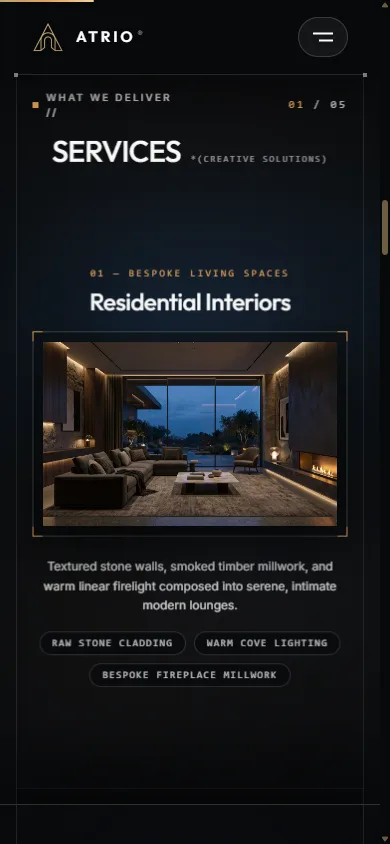 ATRIO®
WHAT WE DELIVER
//
01 / 05
SERVICES *(CREATIVE SOLUTIONS)
01 — BESPOKE LIVING SPACES
Residential Interiors
Textured stone walls, smoked timber millwork, and
warm linear firelight composed into serene, intimate
modern lounges.
RAW STONE CLADDING
WARM COVE LIGHTING
BESPOKE FIREPLACE MILLWORK